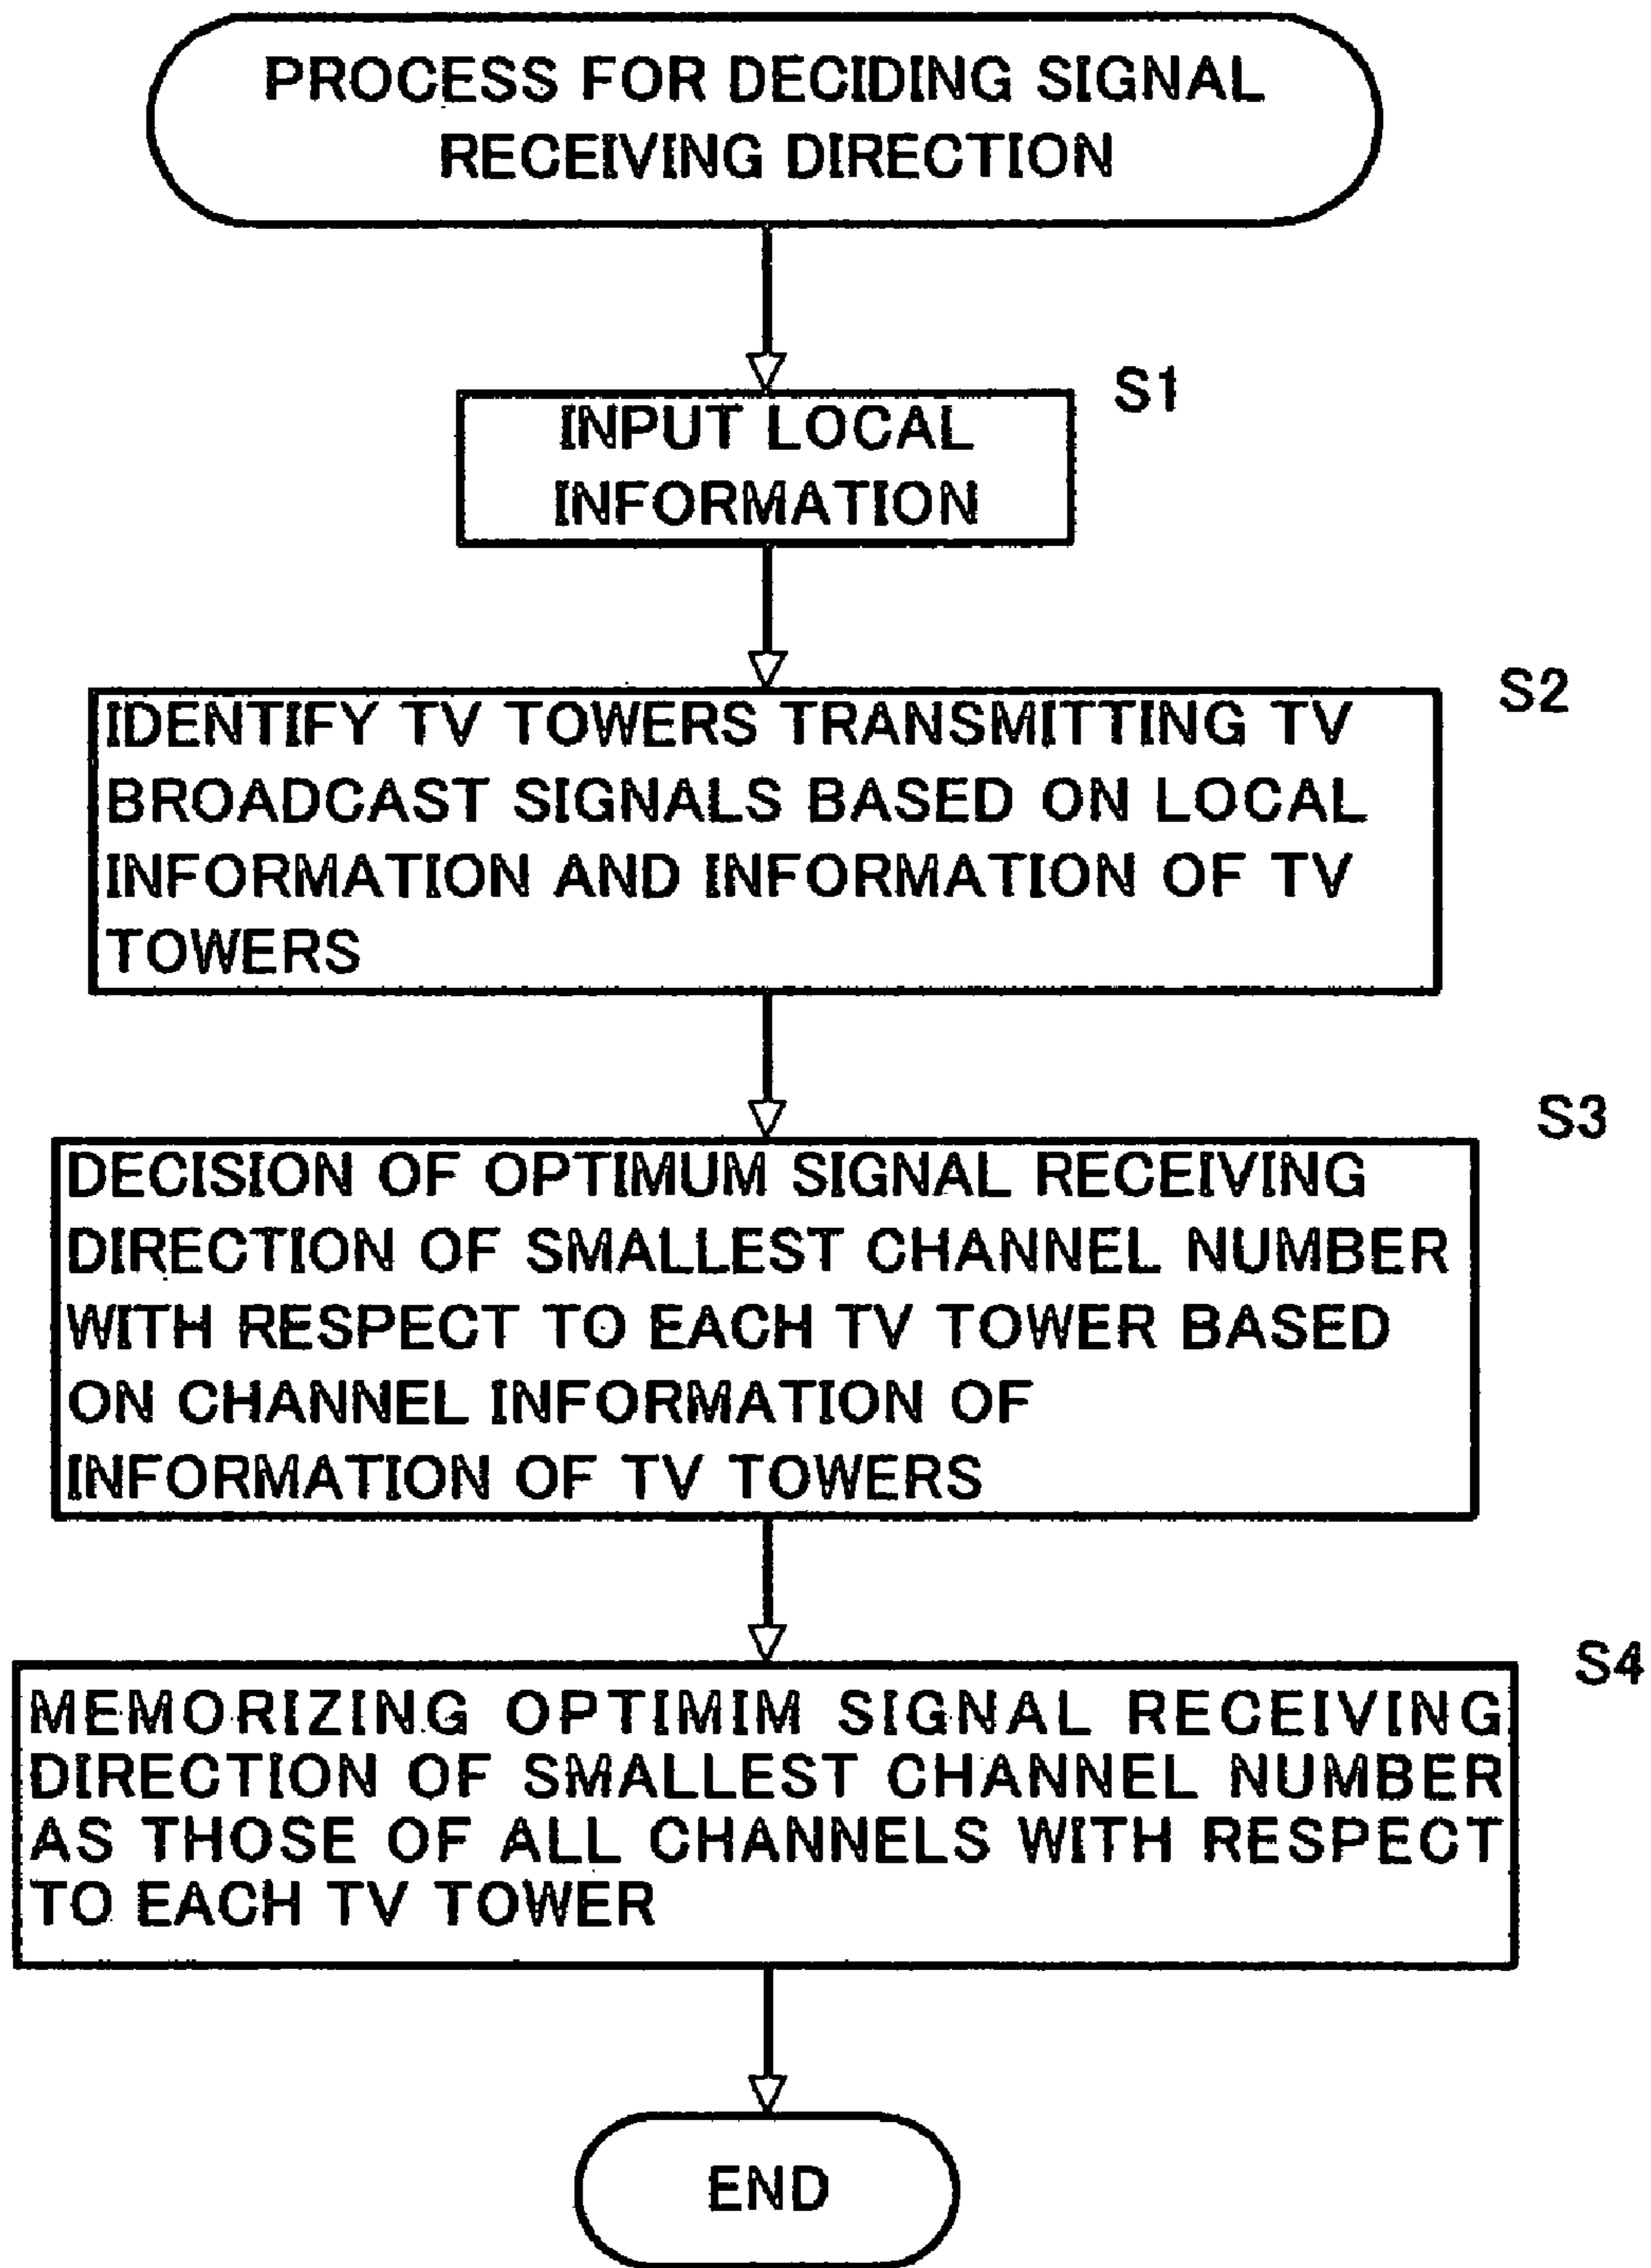 PROCESS FOR DECIDING SIGNAL
RECEIVING DIRECTION
S1
INPUT LOCAL
INFORMATION
S2
IDENTIFY TV TOWERS TRANSMITTING TV
BROADCAST SIGNALS BASED ON LOCAL
INFORMATION AND INFORMATION OF TV
TOWERS
S3
DECISION OF OPTIMUM SIGNAL RECEIVING
DIRECTION OF SMALLEST CHANNEL NUMBER
WITH RESPECT TO EACH TV TOWER BASED
ON CHANNEL INFORMATION OF
INFORMATION OF TV TOWERS
S4
MEMORIZING OPTIMIM SIGNAL RECEIVING
DIRECTION OF SMALLEST CHANNEL NUMBER
AS THOSE OF ALL CHANNELS WITH RESPECT
TO EACH TV TOWER
END